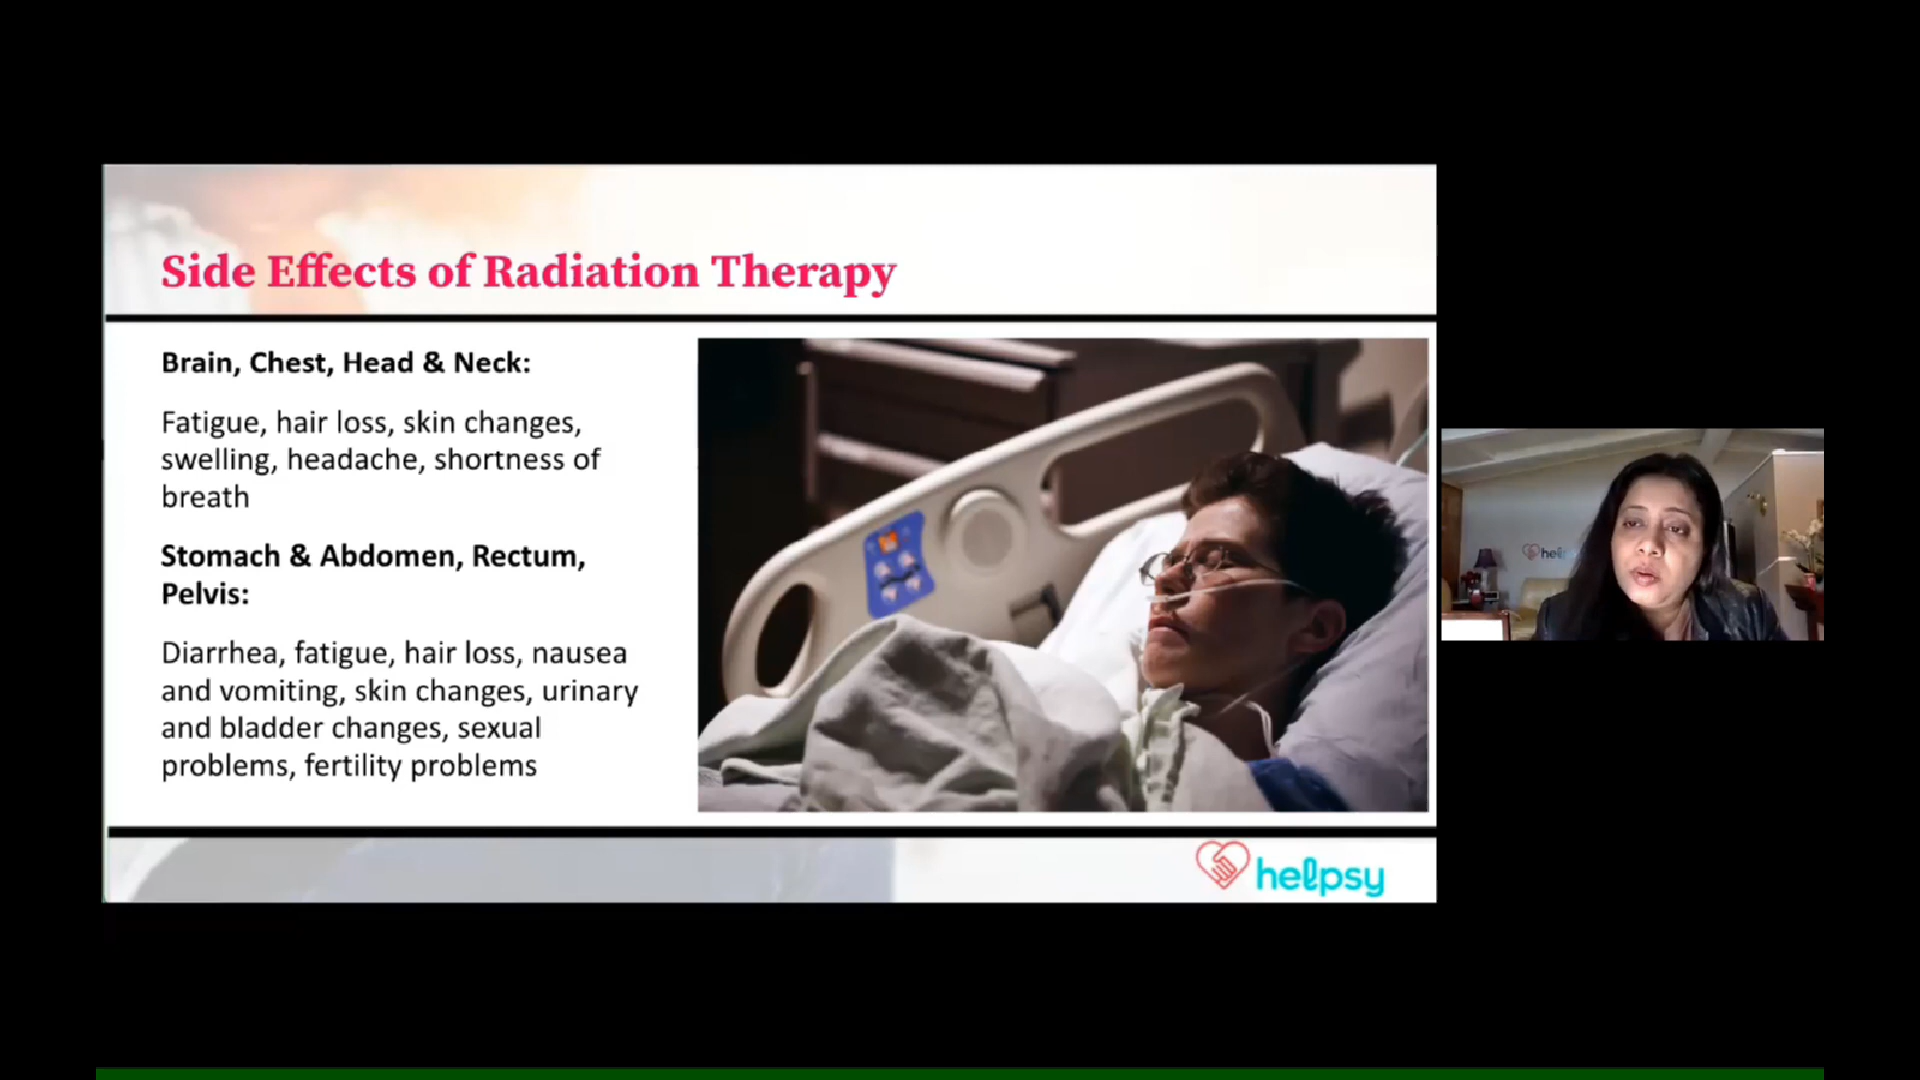 Side Effects of Radiation Therapy
Brain, Chest, Head & Neck:
Fatigue, hair loss, skin changes,
swelling, headache, shortness of
breath
Stomach & Abdomen, Rectum,
Pelvis:
Diarrhea, fatigue, hair loss, nausea
and vomiting, skin changes, urinary
and bladder changes, sexual
problems, fertility problems
helpsy